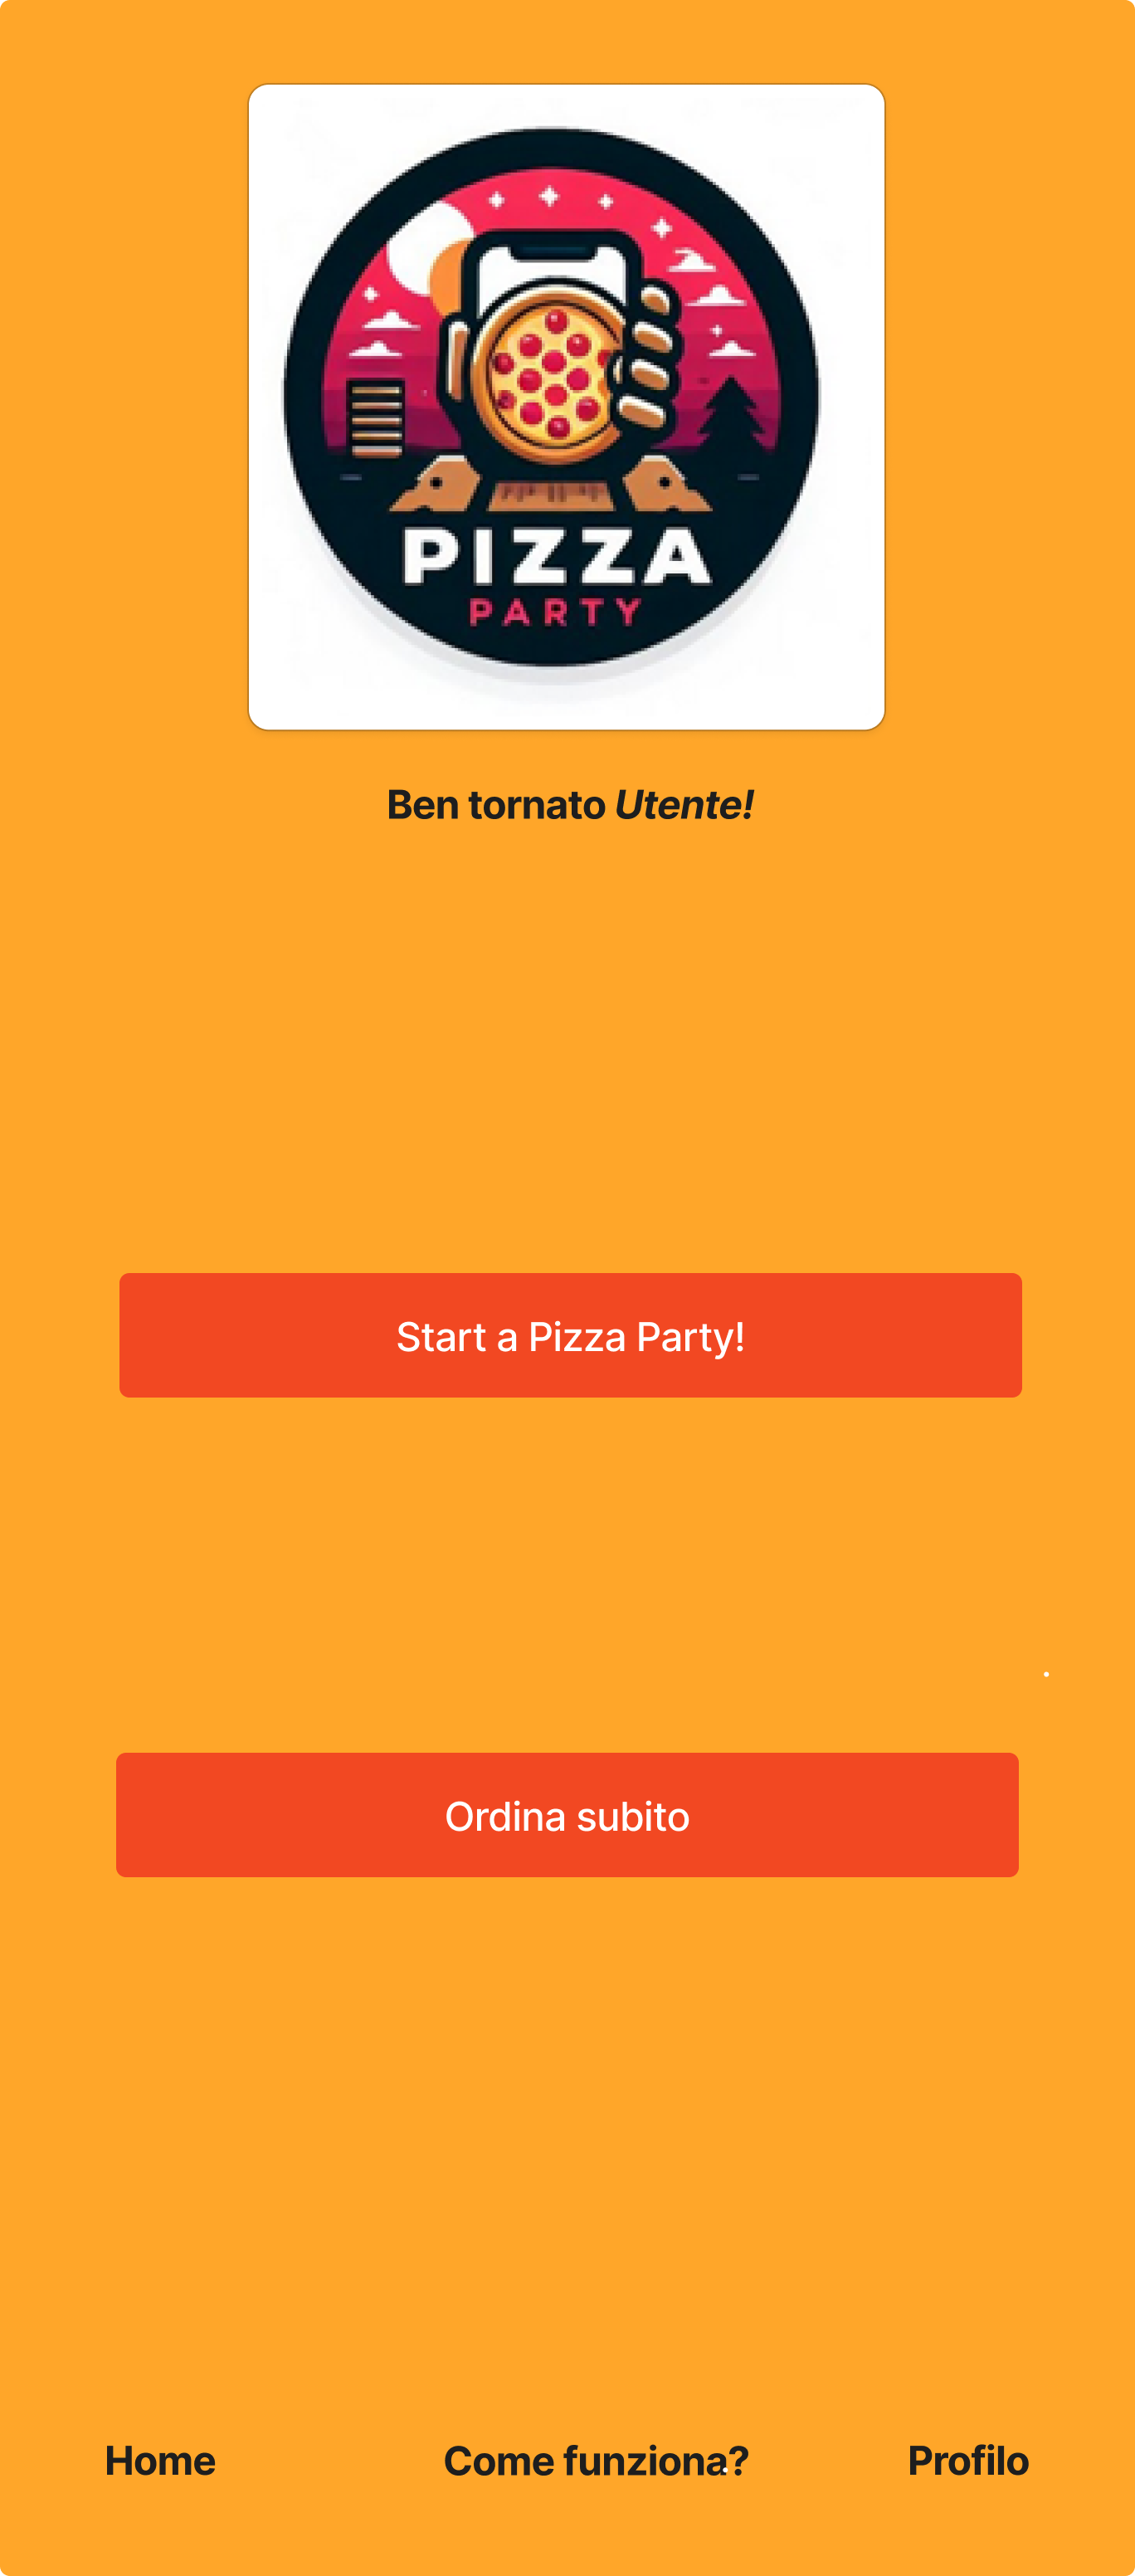 PIZZA
PARTY
Ben tornato Utente!
Start a Pizza Party!
Ordina subito
Home Come funziona? Profilo